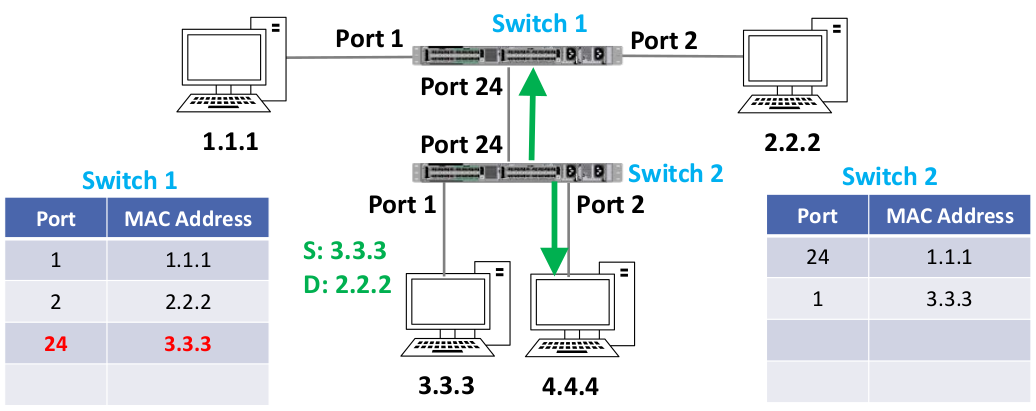 Switch 1
Port 1
Port 2
Port 24
1.1.1
2.2.2
Port 24
Switch 2
Port 1
Port 2
S: 3.3.3
D: 2.2.2
3.3.3
4.4.4
Switch 1
Port MAC Address
1 1.1.1
2 2.2.2
24 3.3.3
Switch 2
Port MAC Address
24 1.1.1
1 3.3.3